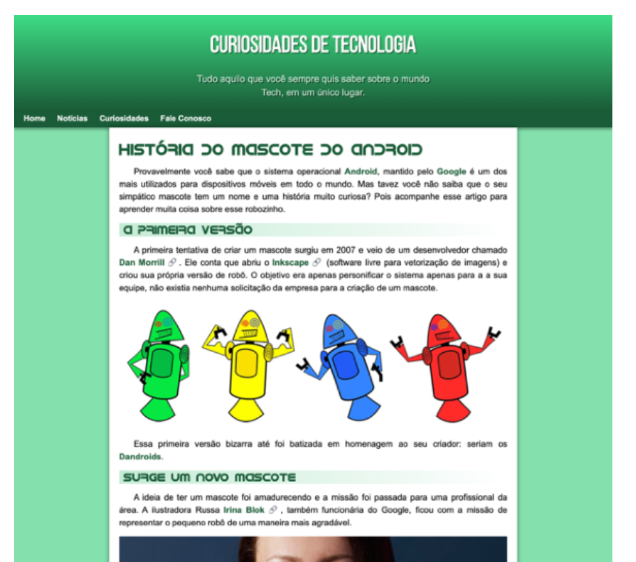 CURIOSIDADES DE TECNOLOGIA
Tudo aquilo que você sempre quis saber sobre o mundo
Tech, em um único lugar.
Home Notícias Curiosidades Fale Conosco
História do Mascote do Android
Provavelmente você sabe que o sistema operacional Android, mantido pelo Google é um dos
mais utilizados para dispositivos móveis em todo o mundo. Mas tavez você não saiba que o seu
simpático mascote tem um nome e uma história muito curiosa? Pois acompanhe esse artigo para
aprender muita coisa sobre esse robozinho.
A primeira versão
A primeira tentativa de criar um mascote surgiu em 2007 e veio de um desenvolvedor chamado
Dan Morrill 🔗 . Ele conta que abriu o Inkscape 🔗 (software livre para vetorização de imagens) e
criou sua própria versão de robô. O objetivo era apenas personificar o sistema apenas para a a sua
equipe, não existia nenhuma solicitação da empresa para a criação de um mascote.
Essa primeira versão bizarra até foi batizada em homenagem ao seu criador: seriam os
Dandroids.
Surge um novo mascote
A ideia de ter um mascote foi amadurecendo e a missão foi passada para uma profissional da
área. A ilustradora Russa Irina Blok 🔗 , também funcionária do Google, ficou com a missão de
representar o pequeno robô de uma maneira mais agradável.